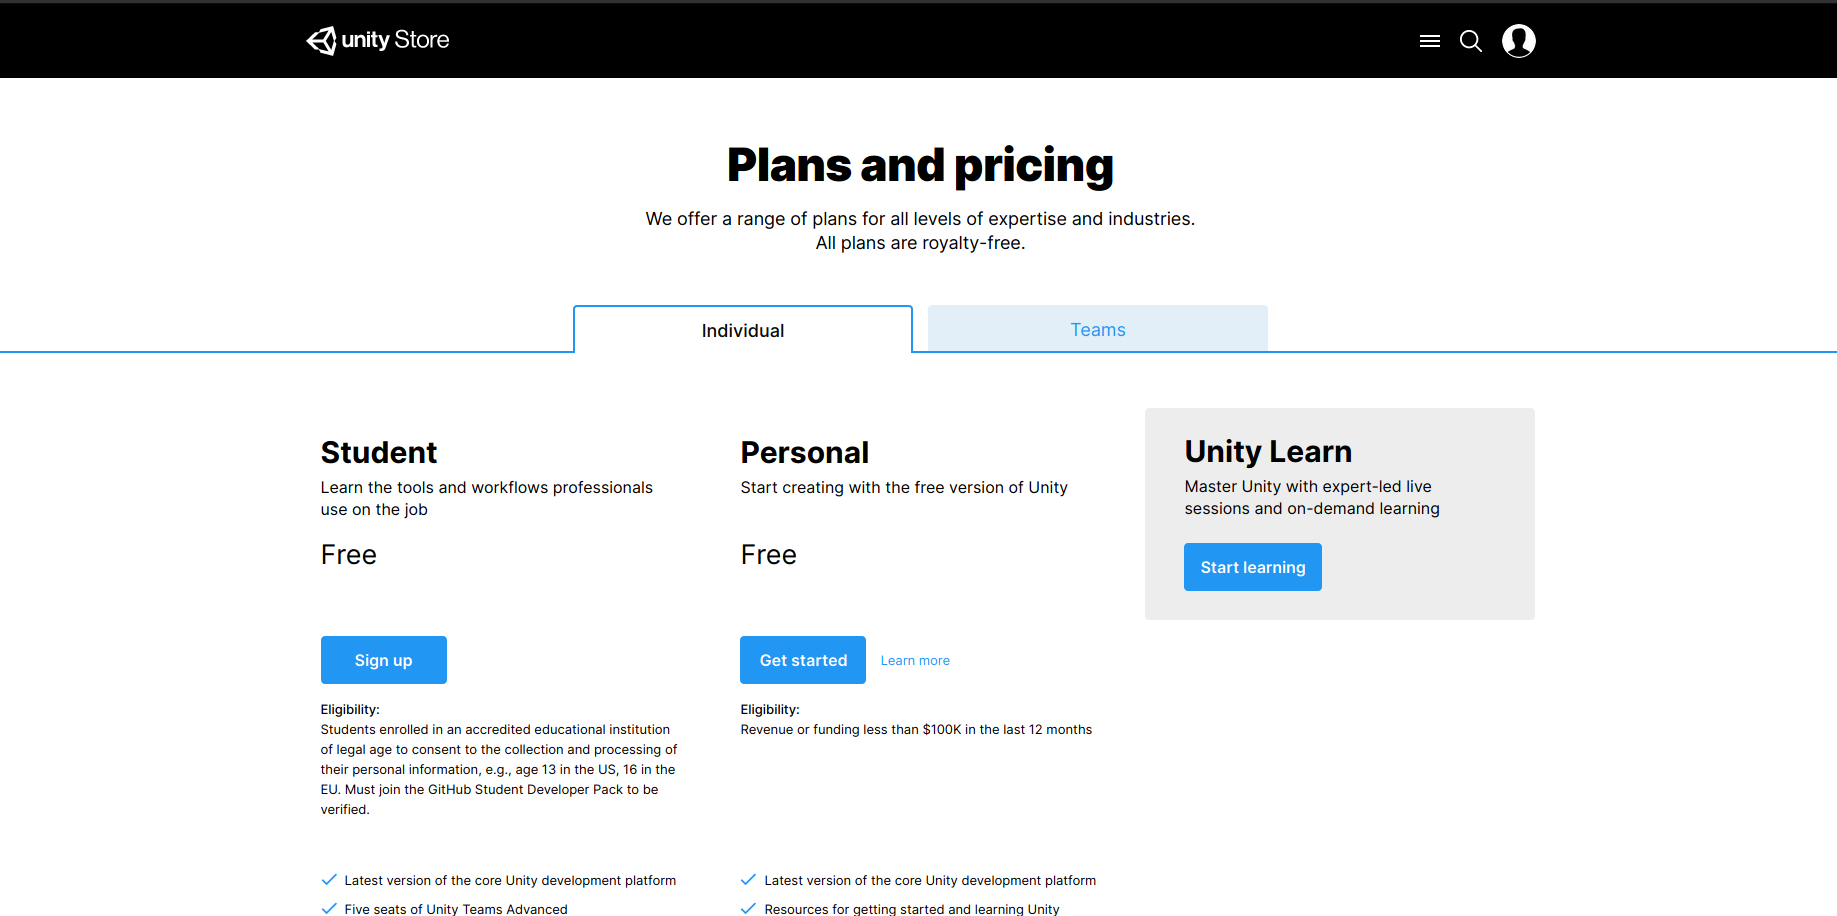 unity Store
Plans and pricing
We offer a range of plans for all levels of expertise and industries.
All plans are royalty-free.
Individual
Teams
Student
Learn the tools and workflows professionals
use on the job
Free
Sign up
Eligibility:
Students enrolled in an accredited educational institution
of legal age to consent to the collection and processing of
their personal information, e.g., age 13 in the US, 16 in the
EU. Must join the GitHub Student Developer Pack to be
verified.
Latest version of the core Unity development platform
Five seats of Unity Teams Advanced
Personal
Start creating with the free version of Unity
Free
Get started
Learn more
Eligibility:
Revenue or funding less than $100K in the last 12 months
Latest version of the core Unity development platform
Resources for getting started and learning Unity
Unity Learn
Master Unity with expert-led live
sessions and on-demand learning
Start learning